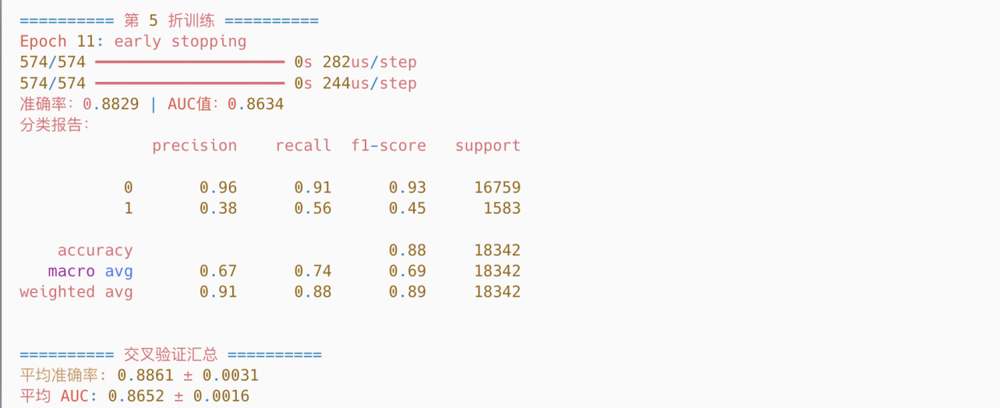 ========== 第 5 折训练 ==========
Epoch 11: early stopping
574/574 ━━━━━━━━━━━━━━━━━━━━ 0s 282us/step
574/574 ━━━━━━━━━━━━━━━━━━━━ 0s 244us/step
准确率: 0.8829 | AUC值: 0.8634
分类报告:
              precision    recall  f1-score   support

           0       0.96      0.91      0.93     16759
           1       0.38      0.56      0.45      1583

    accuracy                           0.88     18342
   macro avg       0.67      0.74      0.69     18342
weighted avg       0.91      0.88      0.89     18342

========== 交叉验证汇总 ==========
平均准确率: 0.8861 ± 0.0031
平均 AUC: 0.8652 ± 0.0016